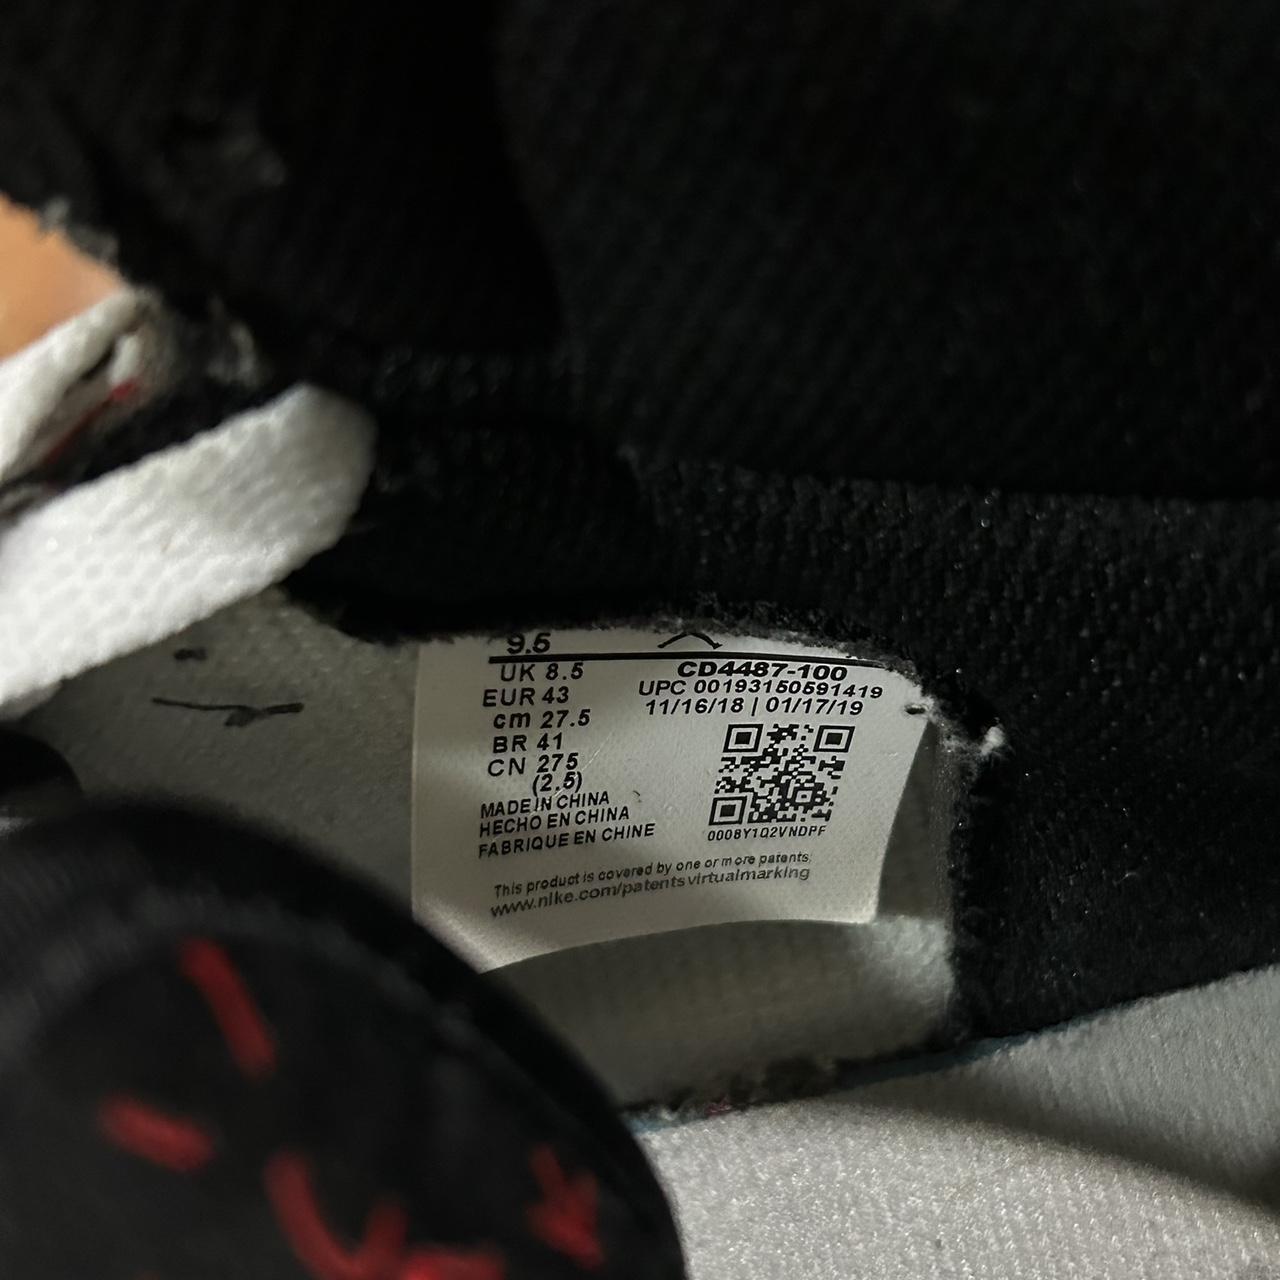 9.5
UK 8.5
EUR 43
cm 27.5
BR 41
CN 275
(2.5)
MADE IN CHINA
HECHO EN CHINA
FABRIQUE EN CHINE
CD4487-100
UPC 00193150591419
11/16/18 | 01/17/19
0008Y1Q2VNDPF
This product is covered by one or more patents;
www.nike.com/patentsvirtualmarking